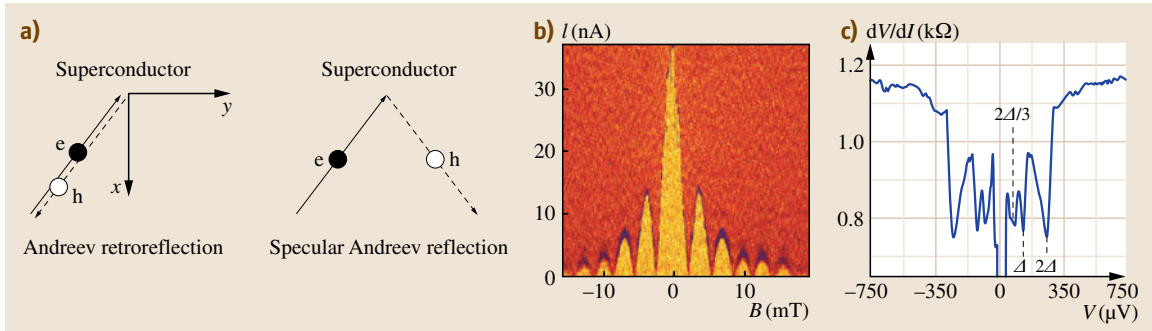 a)
Superconductor
y
e
h
x
Andreev retroreflection
Superconductor
e
h
Specular Andreev reflection
b) I (nA)
30
20
10
0
−10 0 10
B (mT)
c) dV/dI (kΩ)
1.2
1.0
0.8
2Δ/3
Δ 2Δ
−750 −350 0 350 750
V (μV)